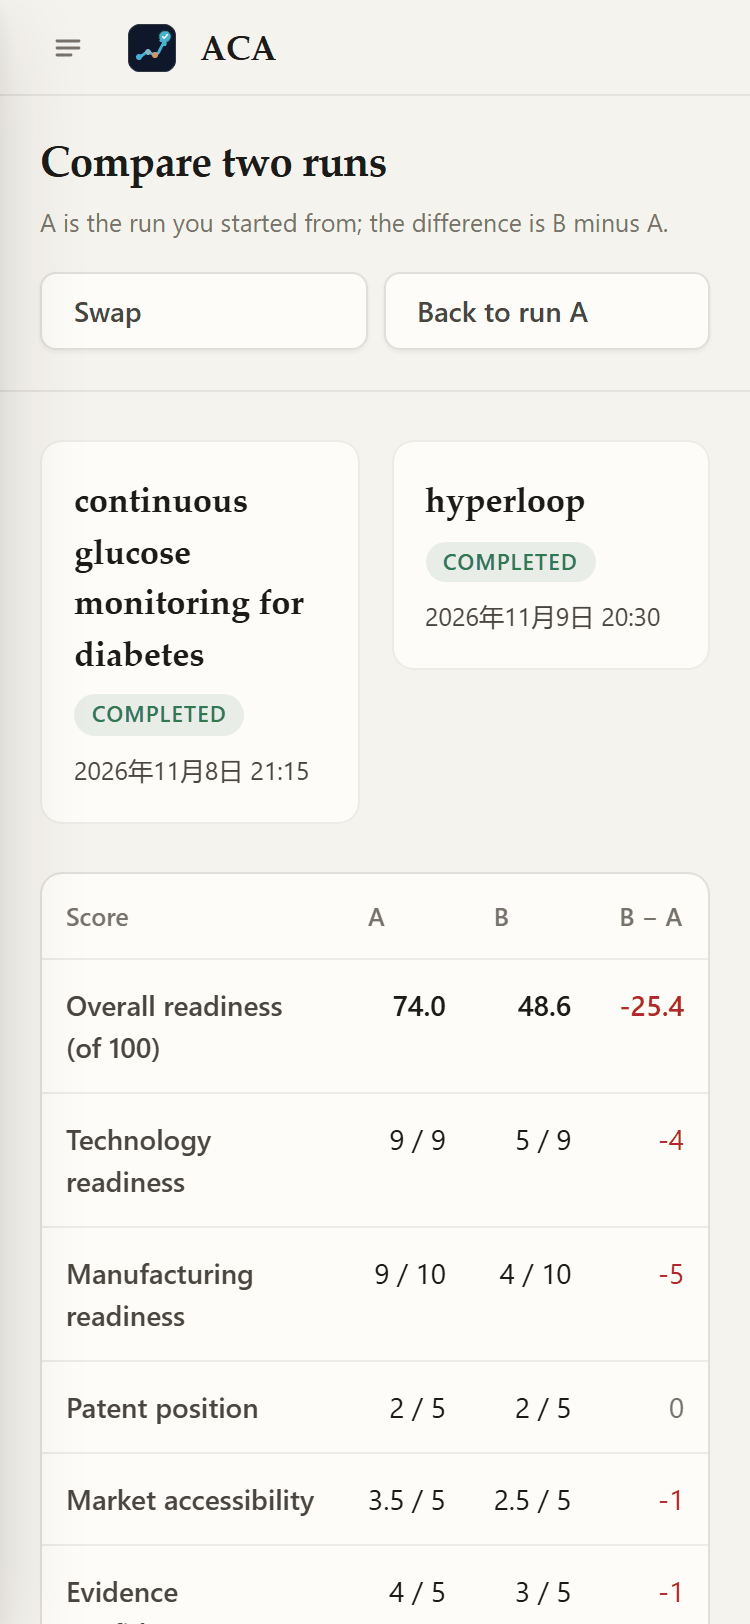 ACA
Compare two runs
A is the run you started from; the difference is B minus A.
Swap
Back to run A
continuous
glucose
monitoring for
diabetes
COMPLETED
2026年11月8日 21:15
hyperloop
COMPLETED
2026年11月9日 20:30
Score A B B – A
Overall readiness 74.0 48.6 -25.4
(of 100)
Technology 9 / 9 5 / 9 -4
readiness
Manufacturing 9 / 10 4 / 10 -5
readiness
Patent position 2 / 5 2 / 5 0
Market accessibility 3.5 / 5 2.5 / 5 -1
Evidence 4 / 5 3 / 5 -1